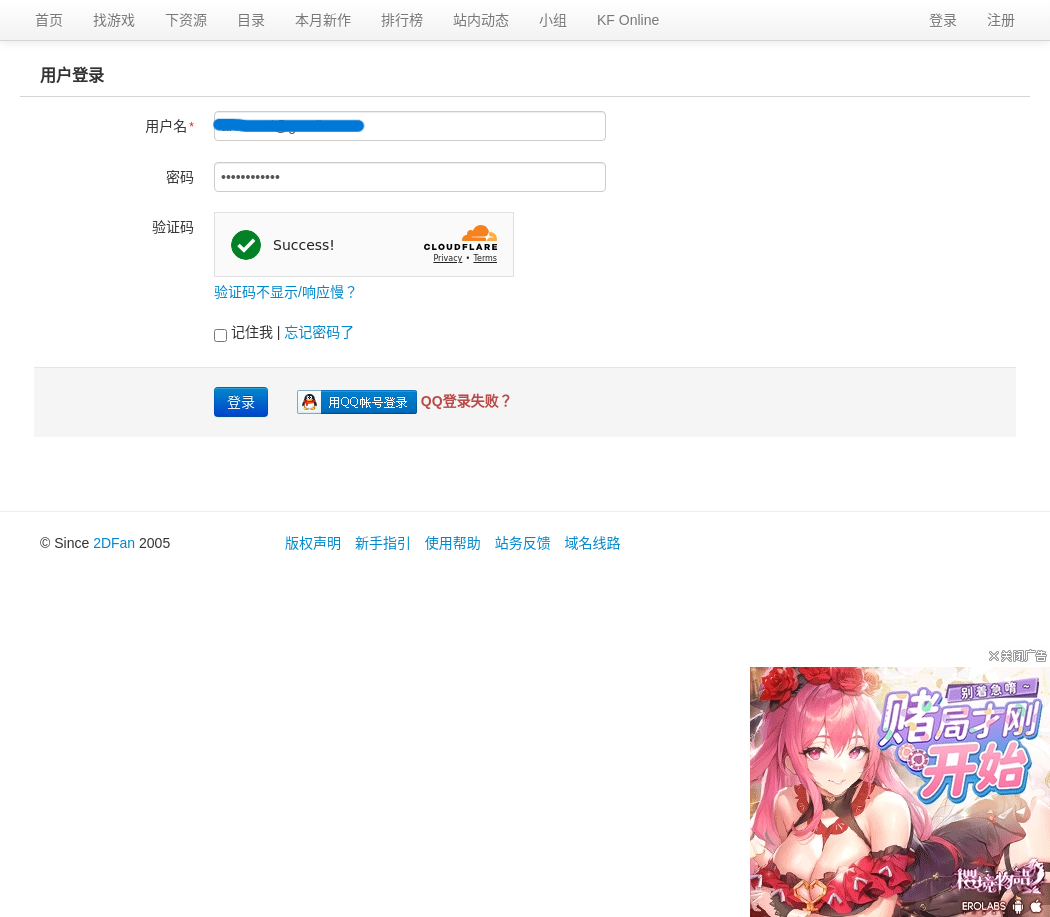 首页 找游戏 下资源 目录 本月新作 排行榜 站内动态 小组 KF Online 登录 注册
用户登录
用户名*
密码 ••••••••••••
验证码
Success!
CLOUDFLARE
Privacy • Terms
验证码不显示/响应慢？
记住我 | 忘记密码了
登录 用QQ帐号登录 QQ登录失败？
© Since 2DFan 2005 版权声明 新手指引 使用帮助 站务反馈 域名线路
×关闭广告
别着急唷～
赌局才刚
开始
樱境物語2
EROLABS